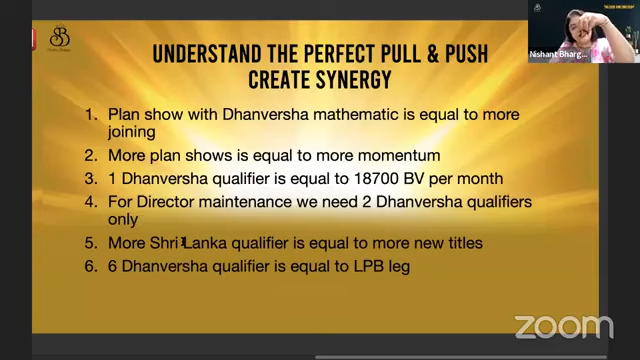 SB
UNDERSTAND THE PERFECT PULL & PUSH
CREATE SYNERGY
1. Plan show with Dhanversha mathematic is equal to more
joining
2. More plan shows is equal to more momentum
3. 1 Dhanversha qualifier is equal to 18700 BV per month
4. For Director maintenance we need 2 Dhanversha qualifiers
only
5. More Shri Lanka qualifier is equal to more new titles
6. 6 Dhanversha qualifier is equal to LPB leg
Nishant Bharg...
zoom